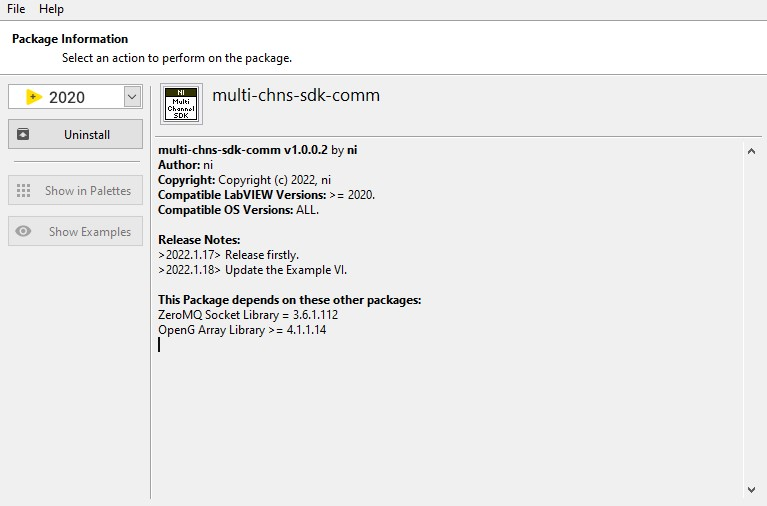 File Help
Package Information
Select an action to perform on the package.
2020
Uninstall
Show in Palettes
Show Examples
NI
Multi
Channel
SDK
multi-chns-sdk-comm
multi-chns-sdk-comm v1.0.0.2 by ni
Author: ni
Copyright: Copyright (c) 2022, ni
Compatible LabVIEW Versions: >= 2020.
Compatible OS Versions: ALL.
Release Notes:
>2022.1.17> Release firstly.
>2022.1.18> Update the Example VI.
This Package depends on these other packages:
ZeroMQ Socket Library = 3.6.1.112
OpenG Array Library >= 4.1.1.14